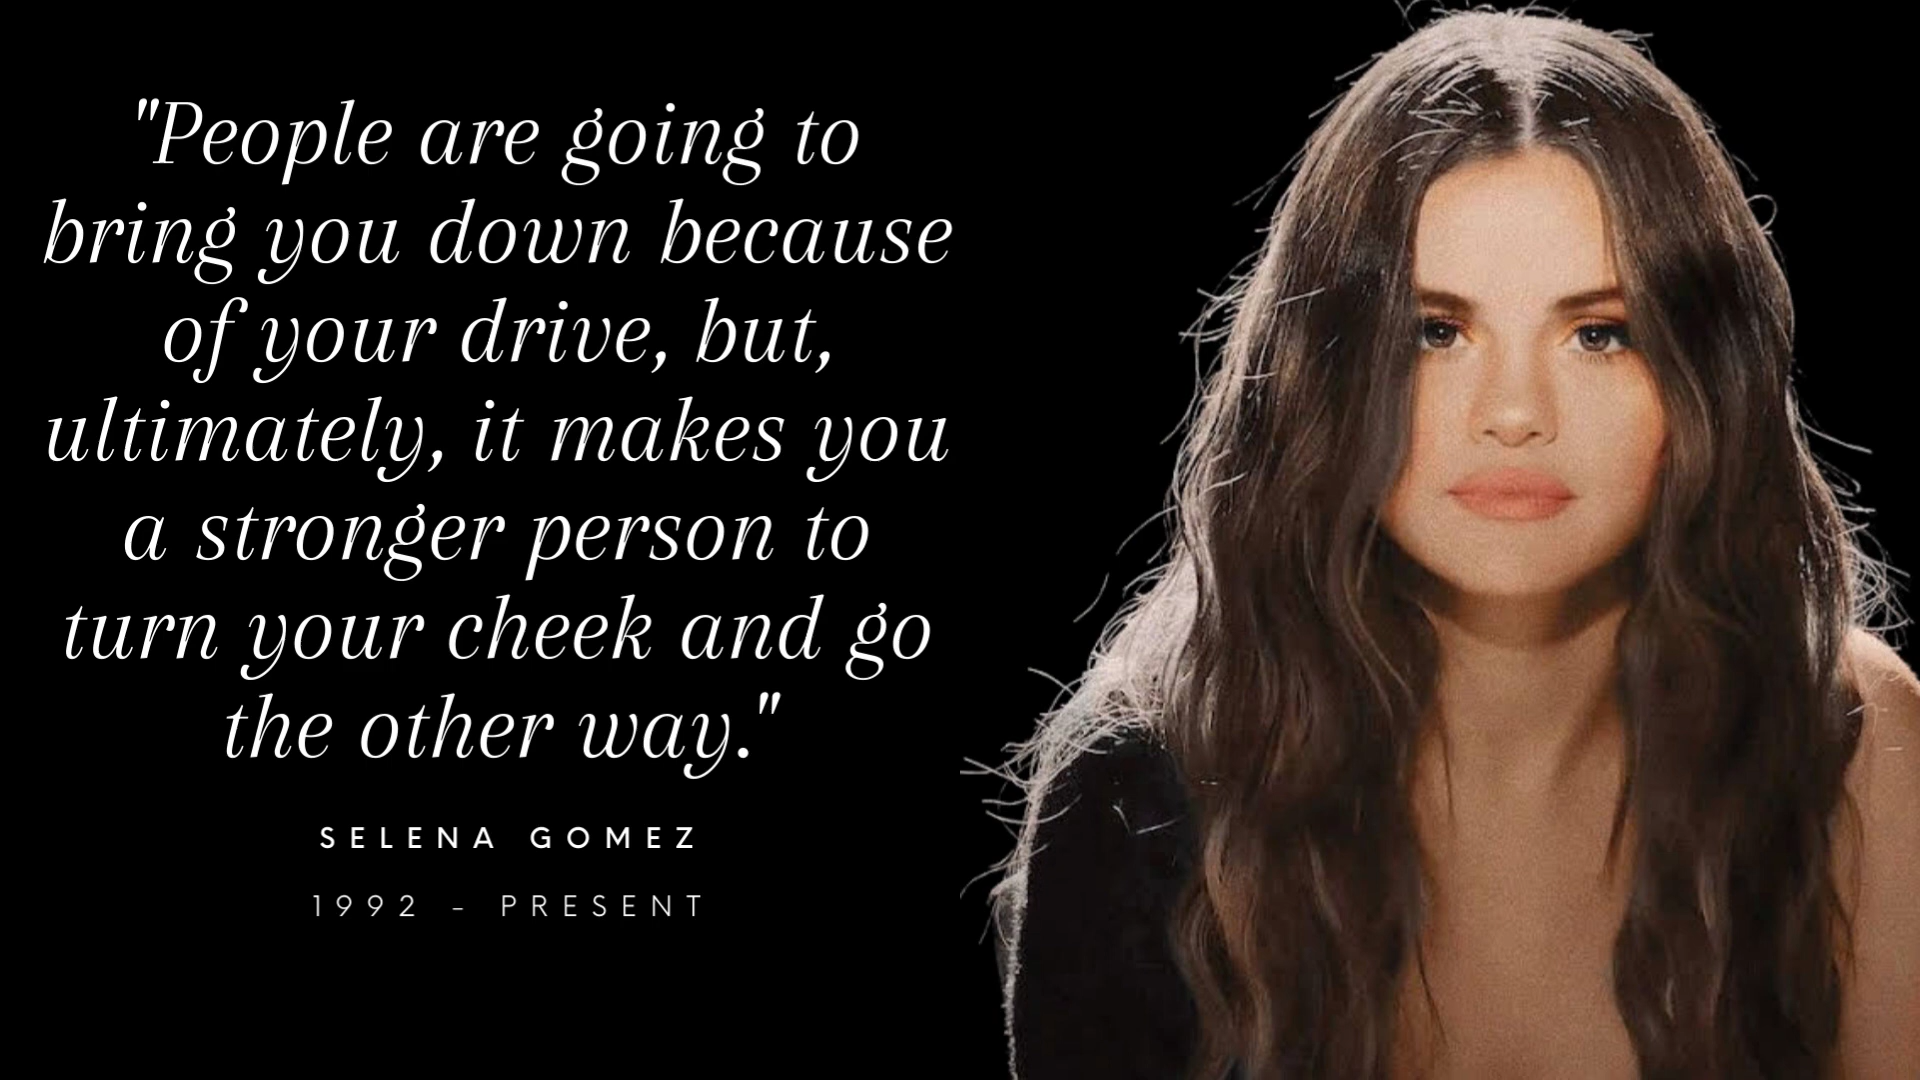 "People are going to
bring you down because
of your drive, but,
ultimately, it makes you
a stronger person to
turn your cheek and go
the other way."
SELENA GOMEZ
1992 - PRESENT